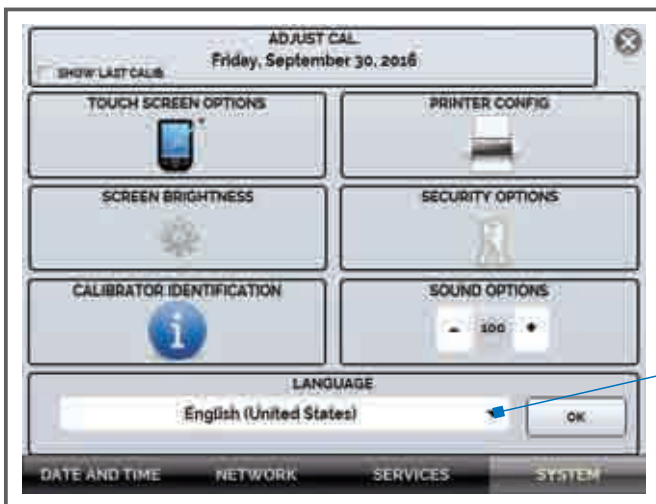 ADJUST CAL.
Friday, September 30, 2016
SHOW LAST CALIB.
TOUCH SCREEN OPTIONS
PRINTER CONFIG
SCREEN BRIGHTNESS
SECURITY OPTIONS
CALIBRATOR IDENTIFICATION
SOUND OPTIONS
- 100 +
LANGUAGE
English (United States)
OK
DATE AND TIME NETWORK SERVICES SYSTEM